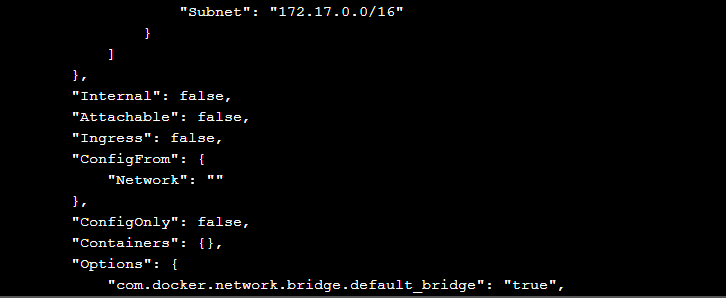 "Subnet": "172.17.0.0/16"
}
]
},
"Internal": false,
"Attachable": false,
"Ingress": false,
"ConfigFrom": {
"Network": ""
},
"ConfigOnly": false,
"Containers": {},
"Options": {
"com.docker.network.bridge.default_bridge": "true",